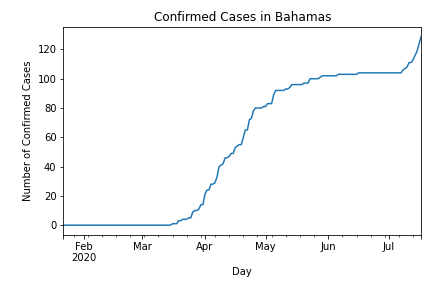 Confirmed Cases in Bahamas
Number of Confirmed Cases
120
100
80
60
40
20
0
Feb Mar Apr May Jun Jul
2020
Day